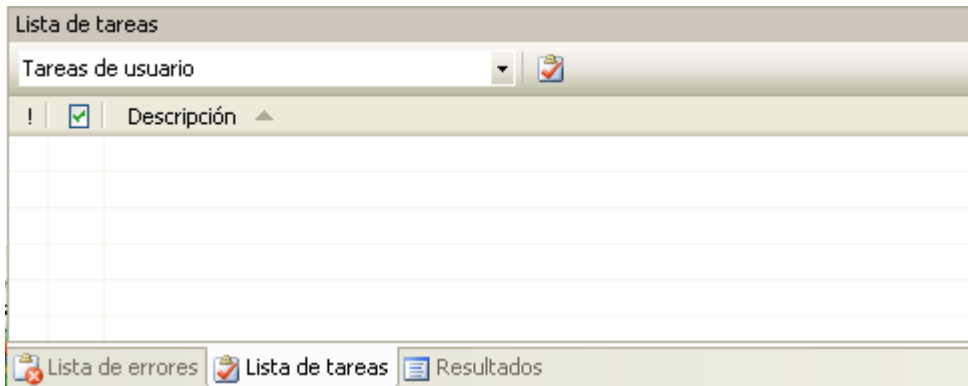 Lista de tareas
Tareas de usuario
! Descripción
Lista de errores Lista de tareas Resultados